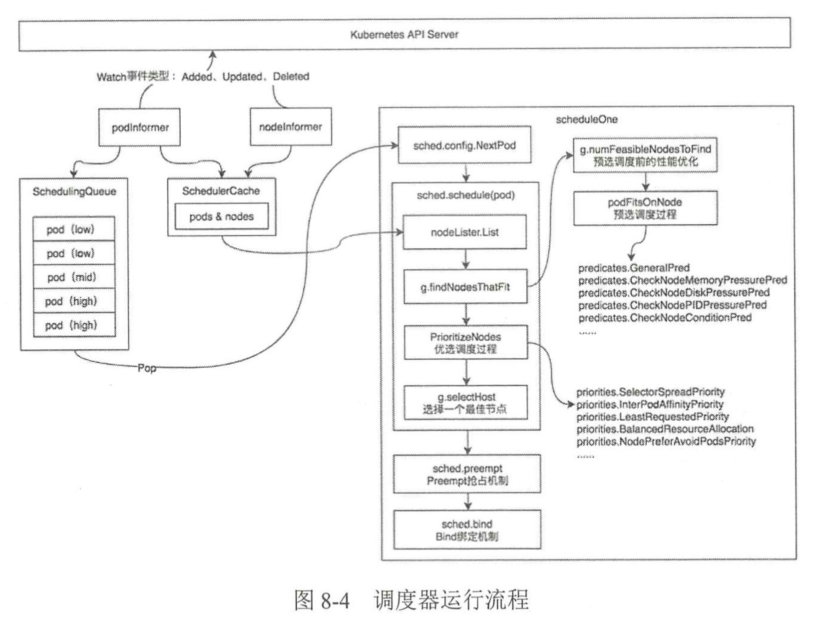 Kubernetes API Server
Watch事件类型：Added、Updated、Deleted
podInformer
nodeInformer
SchedulingQueue
pod（low）
pod（low）
pod（mid）
pod（high）
pod（high）
SchedulerCache
pods & nodes
Pop
scheduleOne
sched.config.NextPod
sched.schedule(pod)
nodeLister.List
g.findNodesThatFit
PrioritizeNodes
优选调度过程
g.selectHost
选择一个最佳节点
sched.preempt
Preempt抢占机制
sched.bind
Bind绑定机制
g.numFeasibleNodesToFind
预选调度前的性能优化
podFitsOnNode
预选调度过程
predicates.GeneralPred
predicates.CheckNodeMemoryPressurePred
predicates.CheckNodeDiskPressurePred
predicates.CheckNodePIDPressurePred
predicates.CheckNodeConditionPred
......
priorities.SelectorSpreadPriority
priorities.InterPodAffinityPriority
priorities.LeastRequestedPriority
priorities.BalancedResourceAllocation
priorities.NodePreferAvoidPodsPriority
......
图 8-4 调度器运行流程